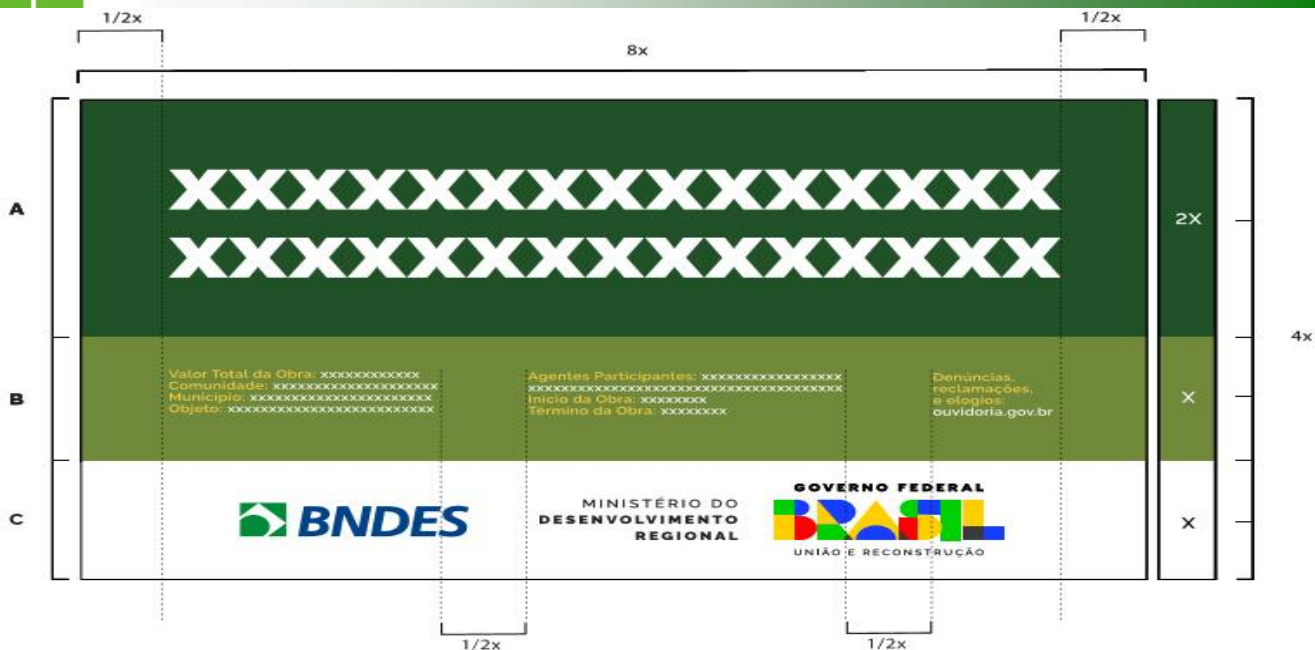 1/2x
1/2x
8x
A
XXXXXXXXXXXXXXXXX
XXXXXXXXXXXXXXXXX
2X
4x
B
Valor Total da Obra: xxxxxxxxxxxx
Comunidade: xxxxxxxxxxxxxxxxxxxx
Município: xxxxxxxxxxxxxxxxxxxxxx
Objeto: xxxxxxxxxxxxxxxxxxxxxxxxx
Agentes Participantes: xxxxxxxxxxxxxxxxx
xxxxxxxxxxxxxxxxxxxxxxxxxxxxxxxxxxxxxx
Início da Obra: xxxxxxxx
Término da Obra: xxxxxxxx
Denúncias,
reclamações,
e elogios:
ouvidoria.gov.br
X
C
BNDES
MINISTÉRIO DO
DESENVOLVIMENTO
REGIONAL
GOVERNO FEDERAL
BRASIL
UNIÃO E RECONSTRUÇÃO
X
1/2x
1/2x